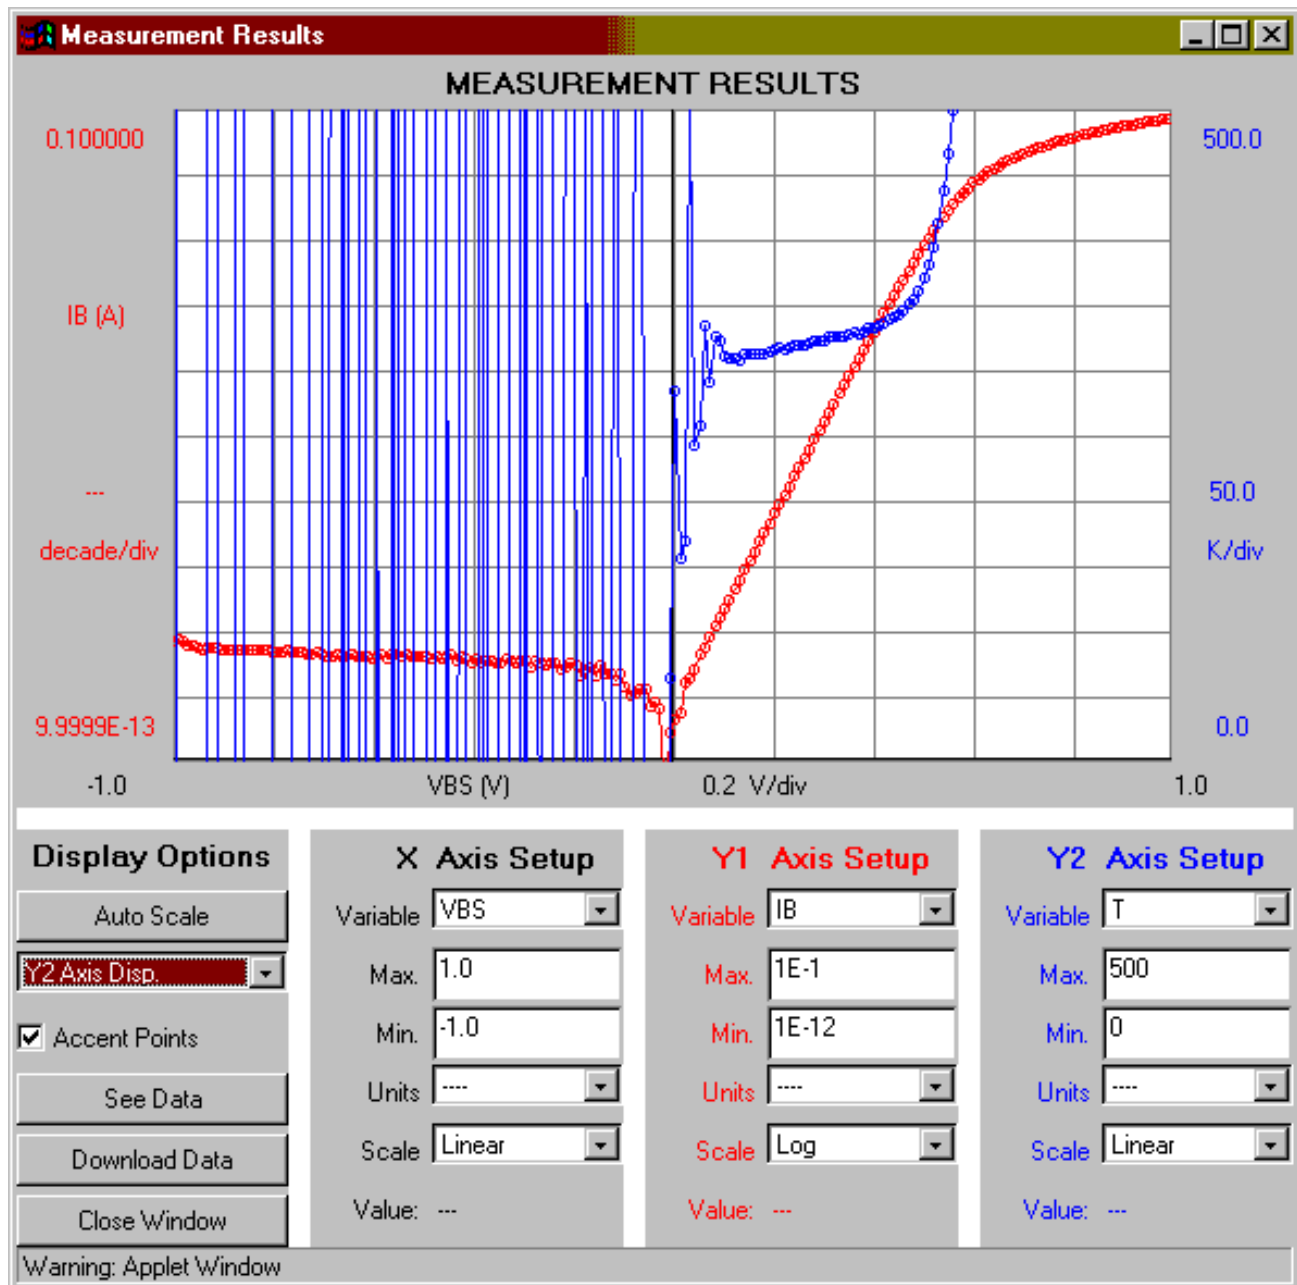 Measurement Results
MEASUREMENT RESULTS
0.100000
500.0
IB (A)
---
50.0
decade/div
K/div
9.9999E-13
0.0
-1.0
VBS (V)
0.2 V/div
1.0
Display Options
Auto Scale
Y2 Axis Disp.
Accent Points
See Data
Download Data
Close Window
X Axis Setup
Variable VBS
Max. 1.0
Min. -1.0
Units ----
Scale Linear
Value: ---
Y1 Axis Setup
Variable IB
Max. 1E-1
Min. 1E-12
Units ----
Scale Log
Value: ---
Y2 Axis Setup
Variable T
Max. 500
Min. 0
Units ----
Scale Linear
Value: ---
Warning: Applet Window